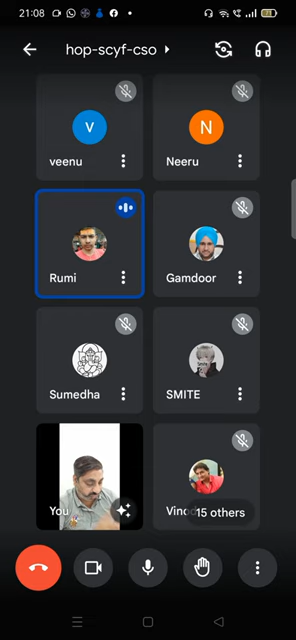 21:08
hop-scyf-cso
V
veenu
N
Neeru
Rumi
Gamdoor
Sumedha
SMITE
You
15 others